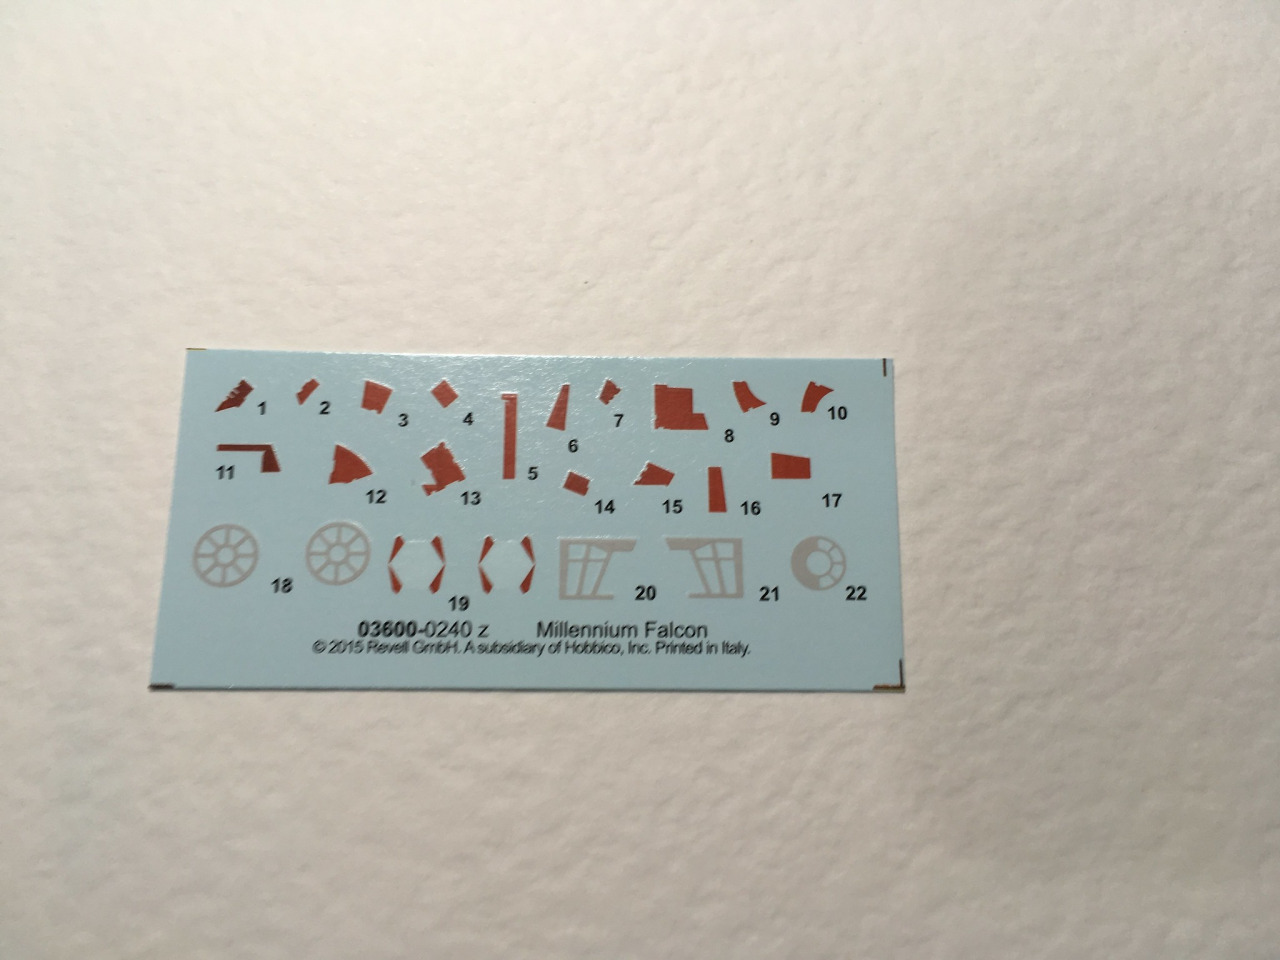 1 2 3 4 5 6 7 8 9 10
11 12 13 14 15 16 17
18 19 20 21 22
03600-0240 z Millennium Falcon
© 2015 Revell GmbH. A subsidiary of Hobbico, Inc. Printed in Italy.